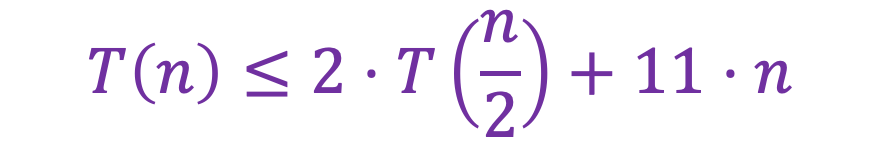 T(n) ≤ 2 · T(n/2) + 11 · n